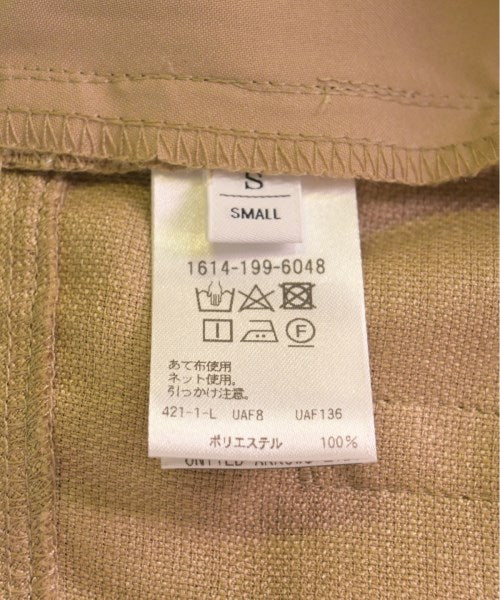 S
SMALL
1614-199-6048
F
あて布使用
ネット使用。
引っかけ注意。
421-1-L UAF8 UAF136
ポリエステル 100%